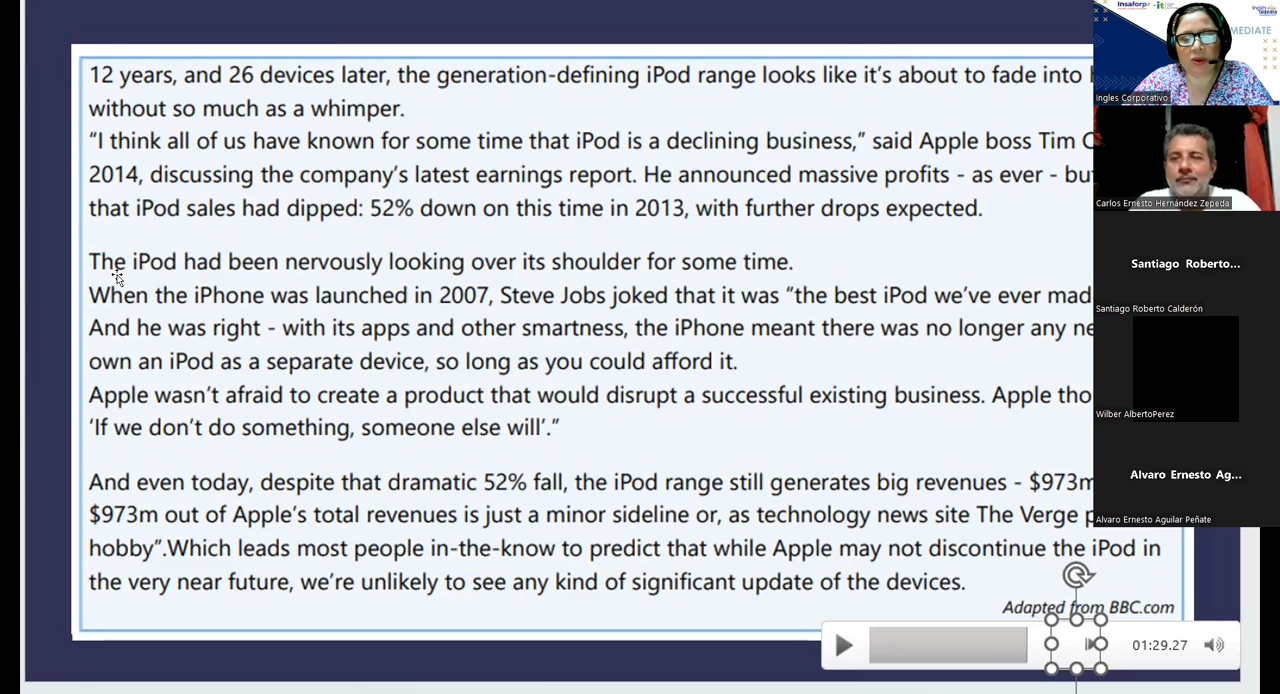 12 years, and 26 devices later, the generation-defining iPod range looks like it's about to fade into
without so much as a whimper.
“I think all of us have known for some time that iPod is a declining business,” said Apple boss Tim
2014, discussing the company's latest earnings report. He announced massive profits - as ever -
that iPod sales had dipped: 52% down on this time in 2013, with further drops expected.
The iPod had been nervously looking over its shoulder for some time.
When the iPhone was launched in 2007, Steve Jobs joked that it was “the best iPod we've ever
And he was right - with its apps and other smartness, the iPhone meant there was no longer any
own an iPod as a separate device, so long as you could afford it.
Apple wasn't afraid to create a product that would disrupt a successful existing business. Apple
‘If we don't do something, someone else will’.”
And even today, despite that dramatic 52% fall, the iPod range still generates big revenues - $973m
$973m out of Apple's total revenues is just a minor sideline or, as technology news site The Verge
hobby”.Which leads most people in-the-know to predict that while Apple may not discontinue the iPod in
the very near future, we're unlikely to see any kind of significant update of the devices.
Adapted from BBC.com
01:29.27
Insaforp
MEDIATE
Ingles Corporativo
Carlos Ernesto Hernández Zepeda
Santiago Roberto...
Santiago Roberto Calderón
Wilber AlbertoPerez
Alvaro Ernesto Ag...
Alvaro Ernesto Aguilar Peñate